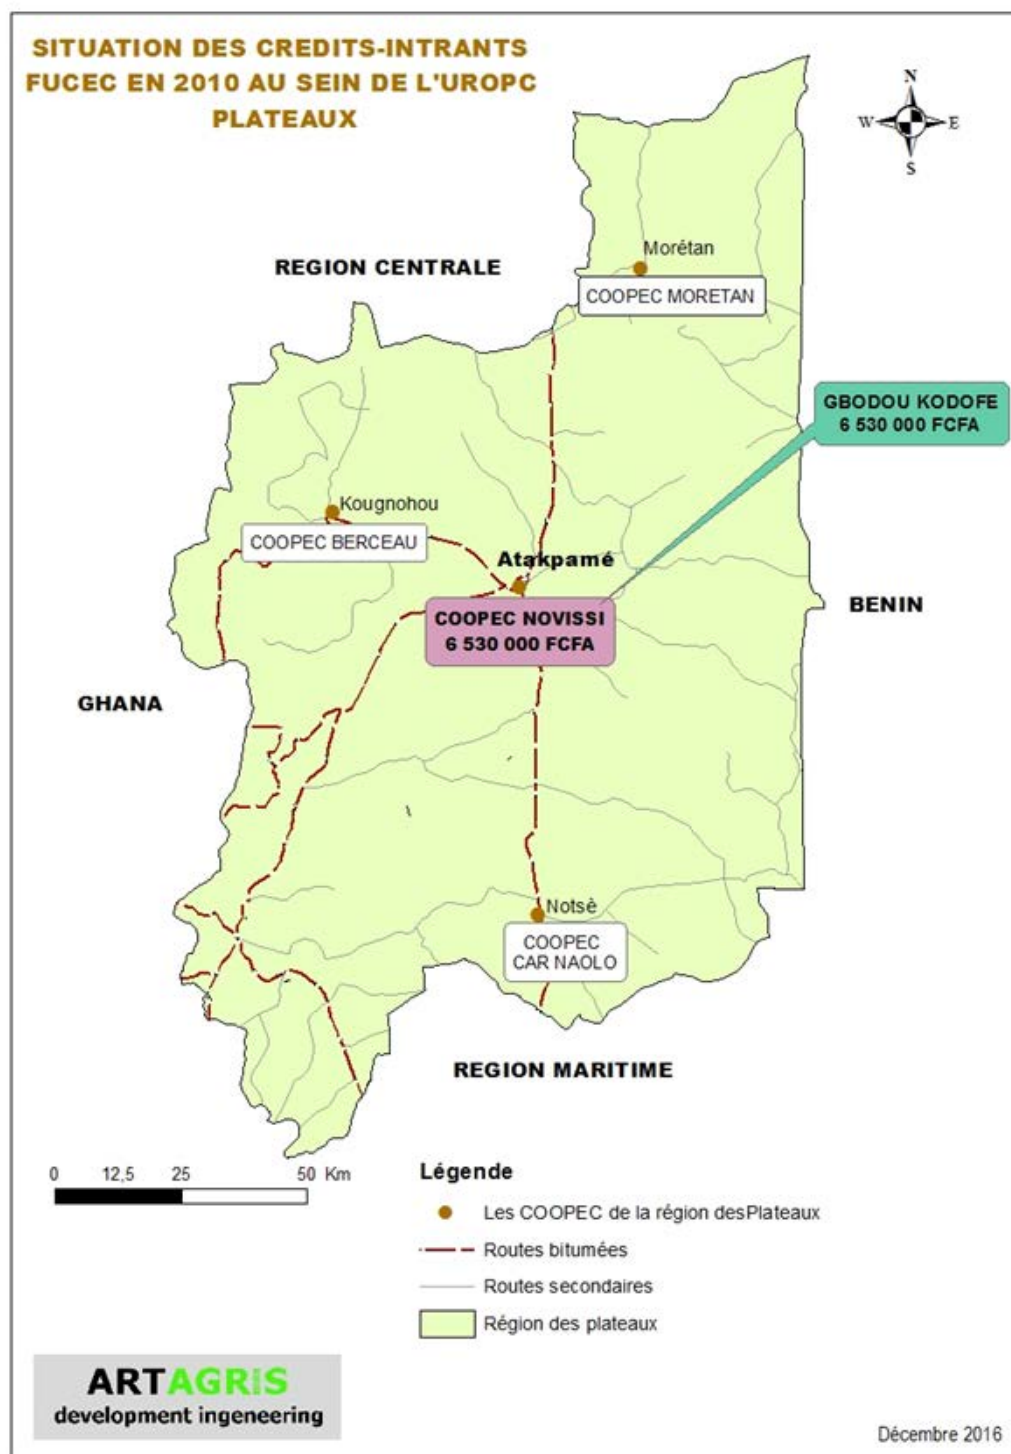 SITUATION DES CREDITS-INTRANTS
FUCEC EN 2010 AU SEIN DE L'UROPC
PLATEAUX
N
W
E
S
Morétan
REGION CENTRALE
COOPEC MORETAN
GBODOU KODOFE
6 530 000 FCFA
Kougnohou
COOPEC BERCEAU
Atakpamé
BENIN
COOPEC NOVISSI
6 530 000 FCFA
GHANA
Notsè
COOPEC
CAR NAOLO
REGION MARITIME
0 12,5 25 50 Km
Légende
Les COOPEC de la région desPlateaux
Routes bitumées
Routes secondaires
Région des plateaux
ARTAGRIS
development ingeneering
Décembre 2016